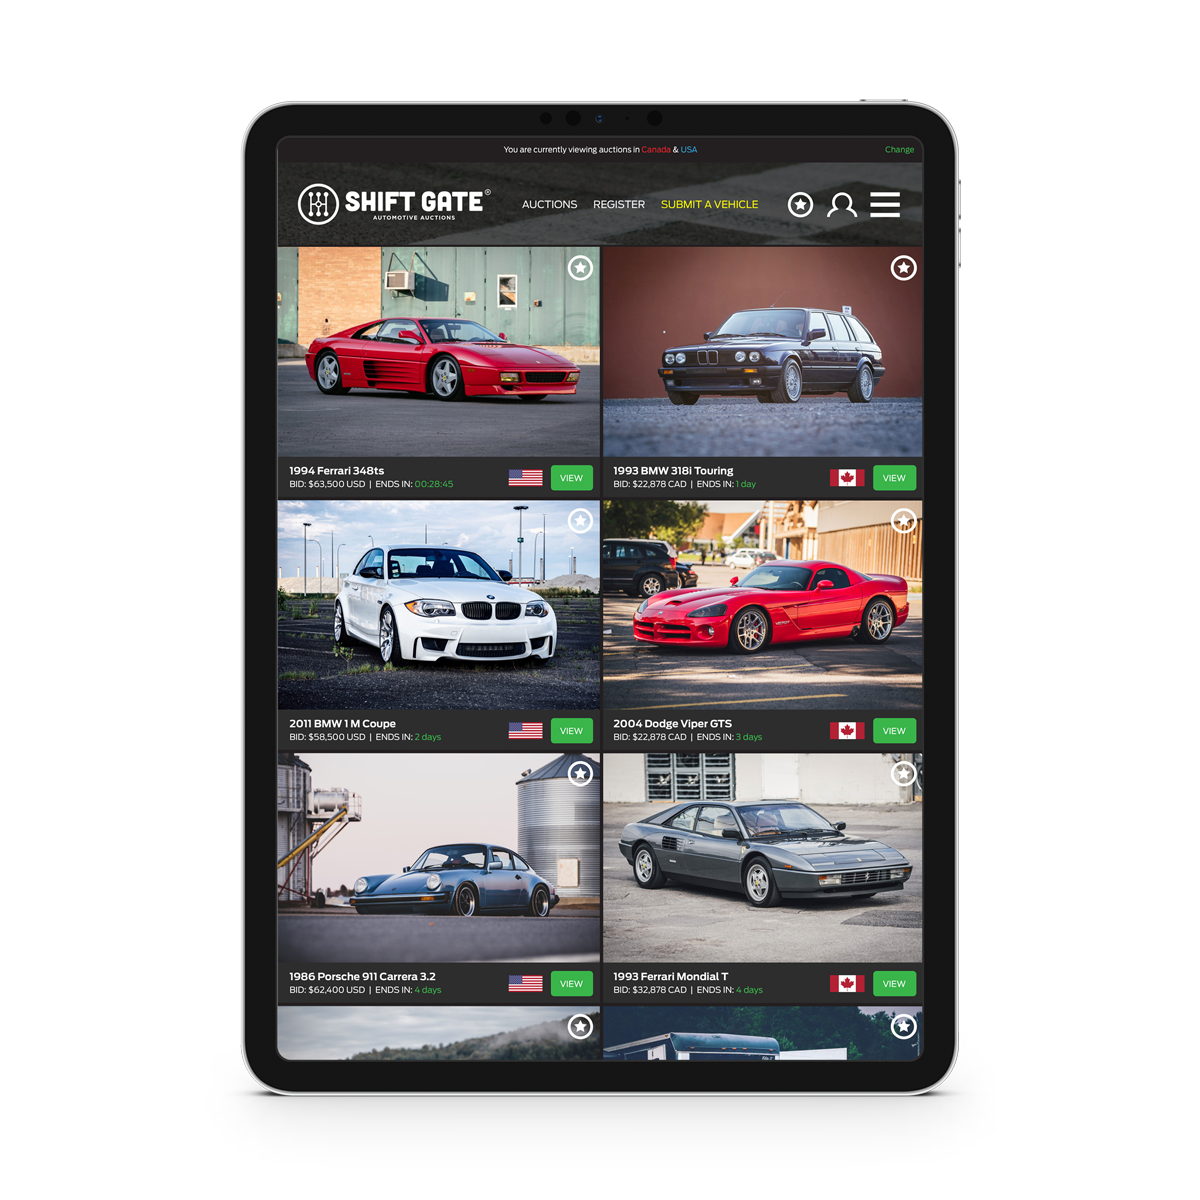 You are currently viewing auctions in Canada & USA
Change
SHIFT GATE®
AUTOMOTIVE AUCTIONS
AUCTIONS REGISTER SUBMIT A VEHICLE
1994 Ferrari 348ts
BID: $63,500 USD | ENDS IN: 00:28:45
VIEW
1993 BMW 318i Touring
BID: $22,878 CAD | ENDS IN: 1 day
VIEW
2011 BMW 1 M Coupe
BID: $58,500 USD | ENDS IN: 2 days
VIEW
2004 Dodge Viper GTS
BID: $22,878 CAD | ENDS IN: 3 days
VIEW
1986 Porsche 911 Carrera 3.2
BID: $62,400 USD | ENDS IN: 4 days
VIEW
1993 Ferrari Mondial T
BID: $32,878 CAD | ENDS IN: 4 days
VIEW